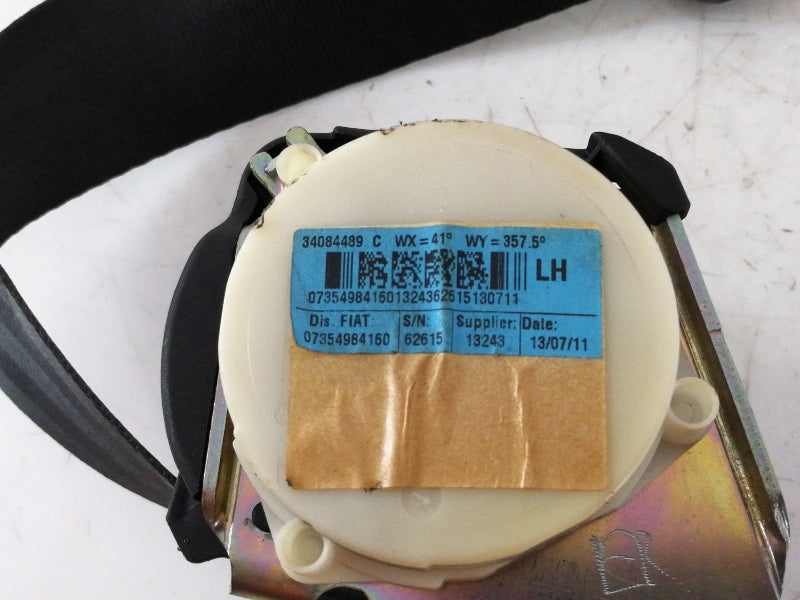 34084489 C WX=41° WY=357.5°
LH
07354984160132436261513071​1
Dis. FIAT: S/N: Supplier: Date:
07354984160 62615 13243 13/07/11